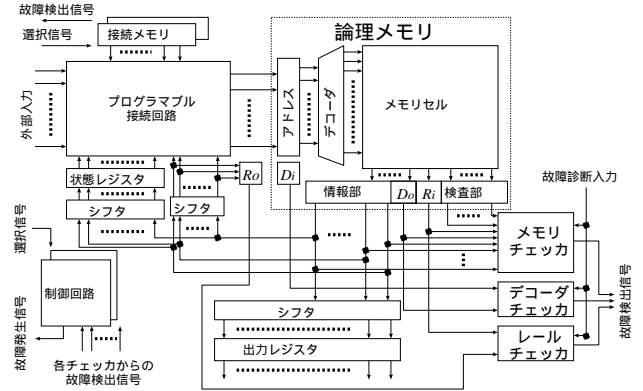 故障検出信号
選択信号
接続メモリ
論理メモリ
外部入力
プログラマブル
接続回路
アドレス
デコーダ
メモリセル
状態レジスタ
シフタ
シフタ
Ro
Di
情報部
Do
Ri
検査部
故障診断入力
選択信号
制御回路
故障発生信号
各チェッカからの
故障検出信号
シフタ
出力レジスタ
メモリ
チェッカ
デコーダ
チェッカ
レール
チェッカ
故障検出信号